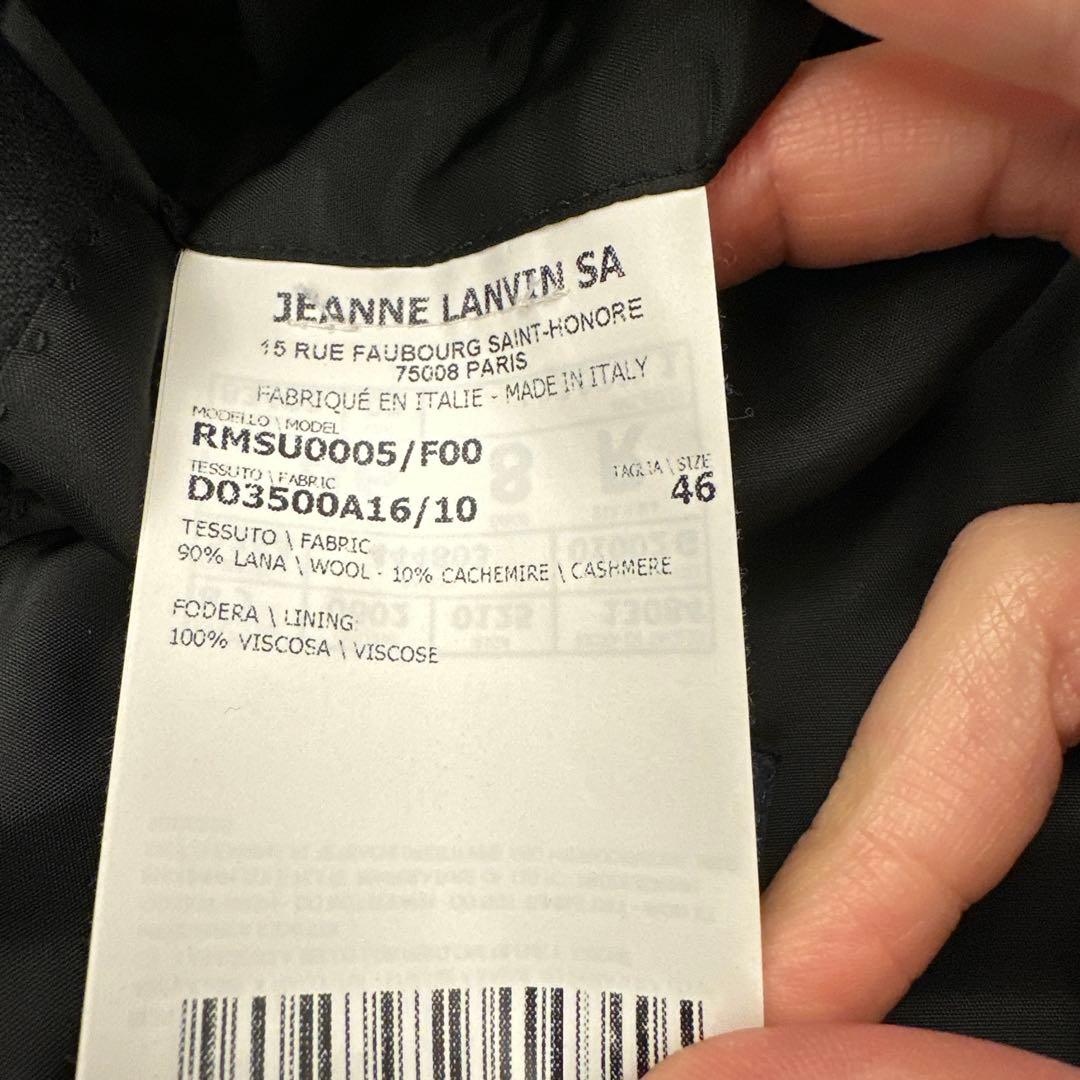 JEANNE LANVIN SA
15 RUE FAUBOURG SAINT-HONORE
75008 PARIS
FABRIQUÉ EN ITALIE - MADE IN ITALY
MODELLO \ MODEL
RMSU0005/F00
TESSUTO \ FABRIC
D03500A16/10
TAGLIA \ SIZE
46
TESSUTO \ FABRIC
90% LANA \ WOOL - 10% CACHEMIRE \ CASHMERE
FODERA \ LINING:
100% VISCOSA \ VISCOSE